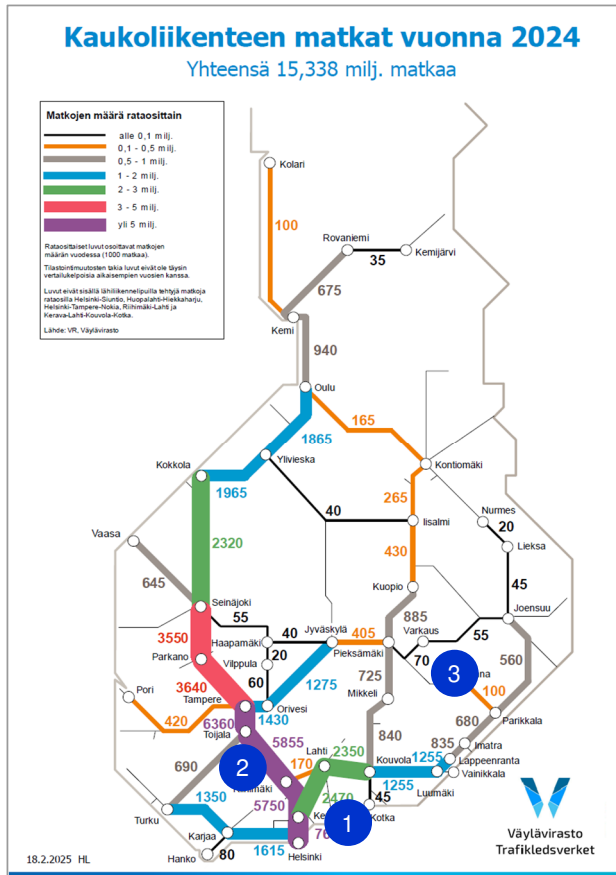 Kaukoliikenteen matkat vuonna 2024
Yhteensä 15,338 milj. matkaa
Matkojen määrä rataosittain
alle 0,1 milj.
0,1 - 0,5 milj.
0,5 - 1 milj.
1 - 2 milj.
2 - 3 milj.
3 - 5 milj.
yli 5 milj.
Rataosittaiset luvut osoittavat matkojen
määrän vuodessa (1000 matkaa).
Tilastointimuutosten takia luvut eivät ole täysin
vertailukelpoisia aikaisempien vuosien kanssa.
Luvut eivät sisällä lähiliikennelipuilla tehtyjä matkoja
rataosilla Helsinki-Siuntio, Huopalahti-Hiekkaharju,
Helsinki-Tampere-Nokia, Riihimäki-Lahti ja
Kerava-Lahti-Kouvola-Kotka.
Lähde: VR, Väylävirasto
Kolari
100
Rovaniemi
Kemijärvi
35
675
Kemi
940
Oulu
165
1865
Ylivieska
Kontiomäki
Kokkola
1965
265
40
Nurmes
20
Iisalmi
Lieksa
2320
Vaasa
430
45
645
Kuopio
Seinäjoki
55
885
Joensuu
3550
Haapamäki
40
Jyväskylä
405
Varkaus
55
Pieksämäki
70
560
Parkano
Vilppula
20
3
Pori
3640
60
1275
725
Mikkeli
100
Tampere
Orivesi
Parikkala
420
6360
1430
680
Toijala
5855
840
Imatra
Lahti
2350
835
690
2
170
Kouvola
1255
Lappeenranta
Vainikkala
1255
Luumäki
5750
2470
45
Turku
1350
1
Kotka
Karjaa
Hanko
80
1615
Helsinki
Väylävirasto
Trafikledsverket
18.2.2025 HL